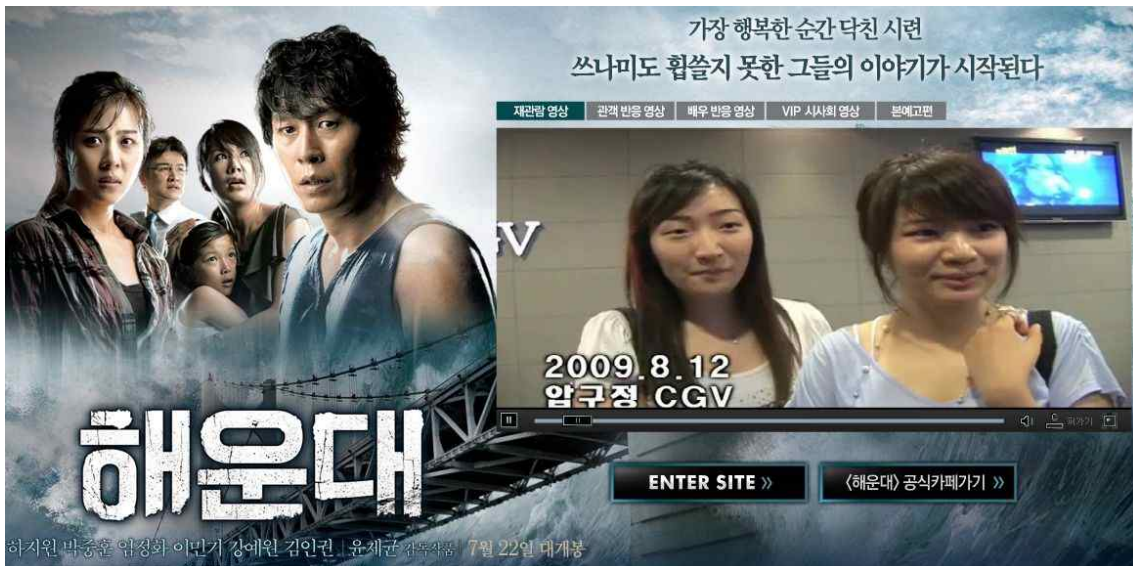 가장 행복한 순간 닥친 시련
쓰나미도 휩쓸지 못한 그들의 이야기가 시작된다
재관람 영상 관객 반응 영상 배우 반응 영상 VIP 시사회 영상 본예고편
GV
2009.8.12
압구정 CGV
퍼가기
해운대
ENTER SITE »
<해운대> 공식카페가기 »
하지원 박중훈 엄정화 이민기 강예원 김인권 | 윤제균 감독작품 7월 22일 대개봉